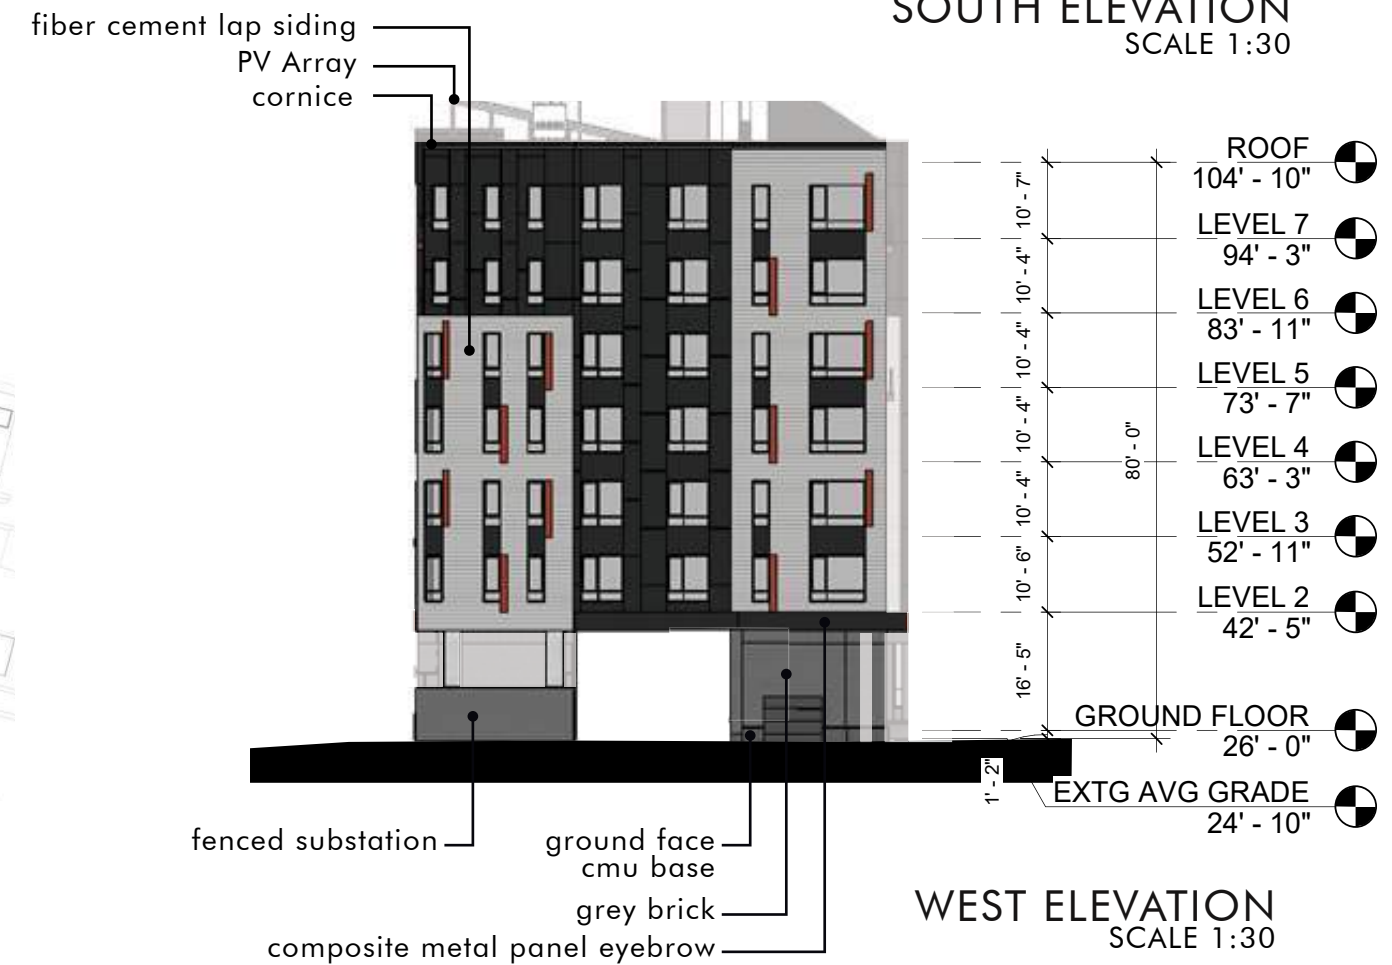 SOUTH ELEVATION
SCALE 1:30
fiber cement lap siding
PV Array
cornice
ROOF
104' - 10"
10' - 7"
LEVEL 7
94' - 3"
10' - 4"
LEVEL 6
83' - 11"
10' - 4"
LEVEL 5
73' - 7"
10' - 4"
LEVEL 4
63' - 3"
80' - 0"
10' - 4"
LEVEL 3
52' - 11"
10' - 6"
LEVEL 2
42' - 5"
16' - 5"
GROUND FLOOR
26' - 0"
1' - 2"
EXTG AVG GRADE
24' - 10"
fenced substation
ground face
cmu base
grey brick
composite metal panel eyebrow
WEST ELEVATION
SCALE 1:30